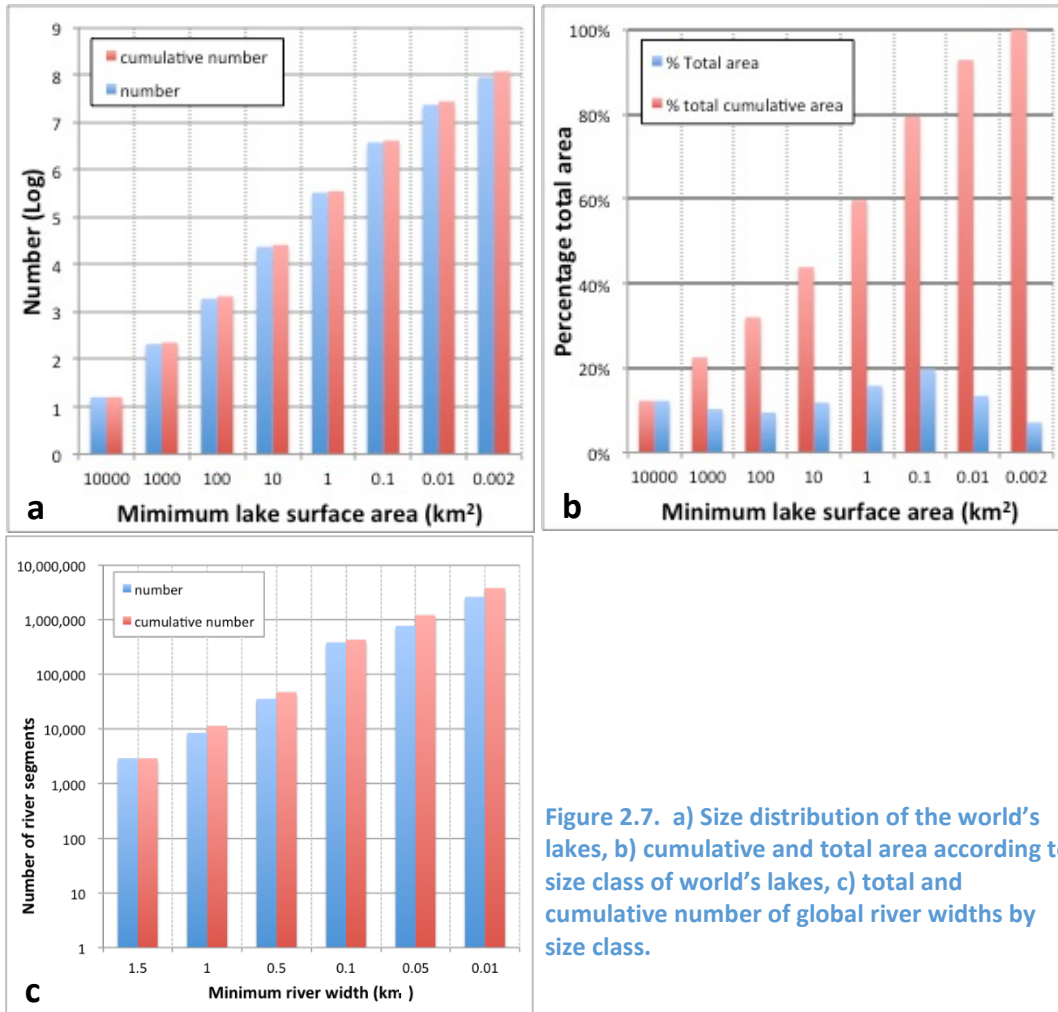 9
8
7
6
5
4
3
2
1
0
Number (Log)
cumulative number
number
10000 1000 100 10 1 0.1 0.01 0.002
a
Mimimum lake surface area (km²)
100%
80%
60%
40%
20%
0%
Percentage total area
% Total area
% total cumulative area
10000 1000 100 10 1 0.1 0.01 0.002
b
Minimum lake surface area (km²)
10,000,000
1,000,000
100,000
10,000
1,000
100
10
1
Number of river segments
number
cumulative number
1.5 1 0.5 0.1 0.05 0.01
c
Minimum river width (km )
Figure 2.7. a) Size distribution of the world's
lakes, b) cumulative and total area according t
size class of world's lakes, c) total and
cumulative number of global river widths by
size class.